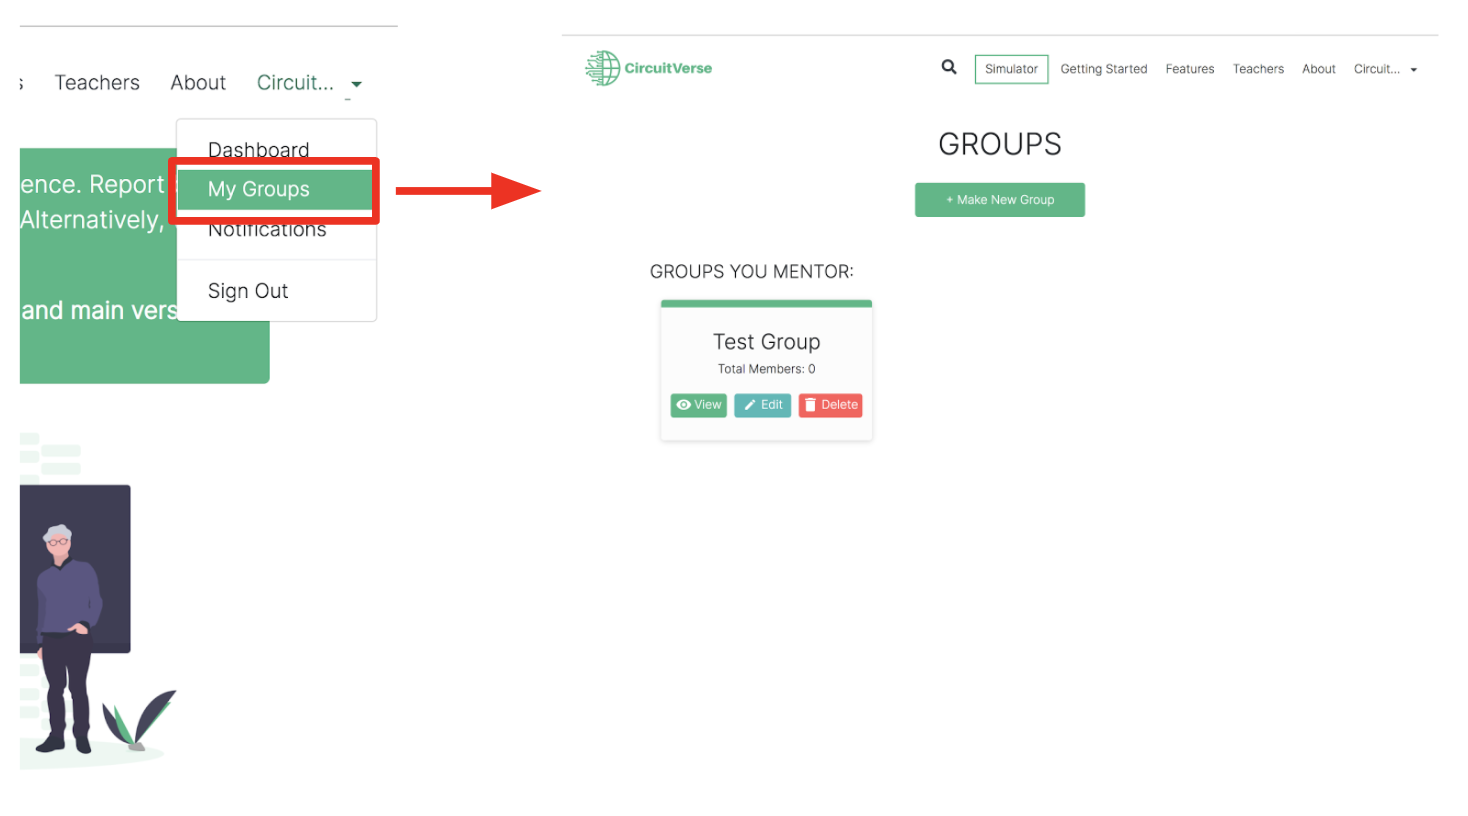 Teachers About Circuit...
Dashboard
My Groups
Notifications
Sign Out
ence. Report
Alternatively,
and main vers
CircuitVerse
Simulator Getting Started Features Teachers About Circuit...
GROUPS
+ Make New Group
GROUPS YOU MENTOR:
Test Group
Total Members: 0
View Edit Delete